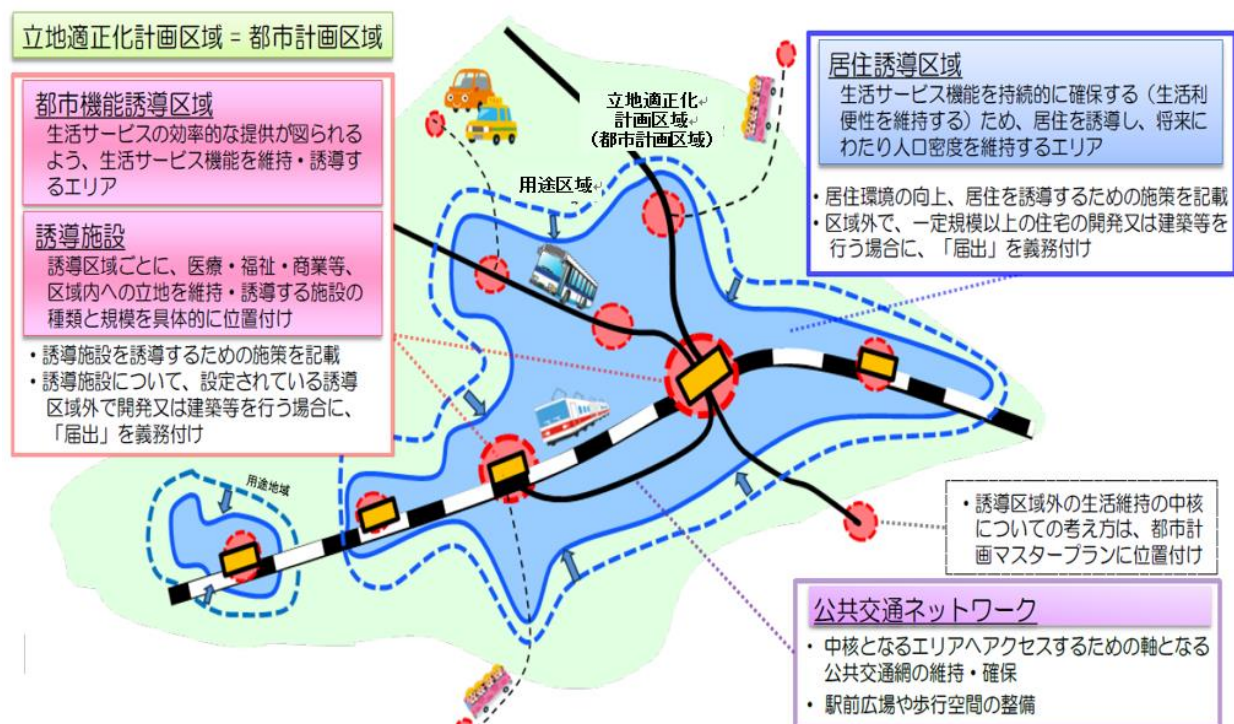 立地適正化計画区域 = 都市計画区域
都市機能誘導区域
生活サービスの効率的な提供が図られる
よう、生活サービス機能を維持・誘導す
るエリア
誘導施設
誘導区域ごとに、医療・福祉・商業等、
区域内への立地を維持・誘導する施設の
種類と規模を具体的に位置付け
・誘導施設を誘導するための施策を記載
・誘導施設について、設定されている誘導
区域外で開発又は建築等を行う場合に、
「届出」を義務付け
立地適正化
計画区域
(都市計画区域)
用途区域
用途地域
居住誘導区域
生活サービス機能を持続的に確保する（生活利
便性を維持する）ため、居住を誘導し、将来に
わたり人口密度を維持するエリア
・居住環境の向上、居住を誘導するための施策を記載
・区域外で、一定規模以上の住宅の開発又は建築等を
行う場合に、「届出」を義務付け
・誘導区域外の生活維持の中核
についての考え方は、都市計
画マスタープランに位置付け
公共交通ネットワーク
・ 中核となるエリアへアクセスするための軸となる
公共交通網の維持・確保
・ 駅前広場や歩行空間の整備